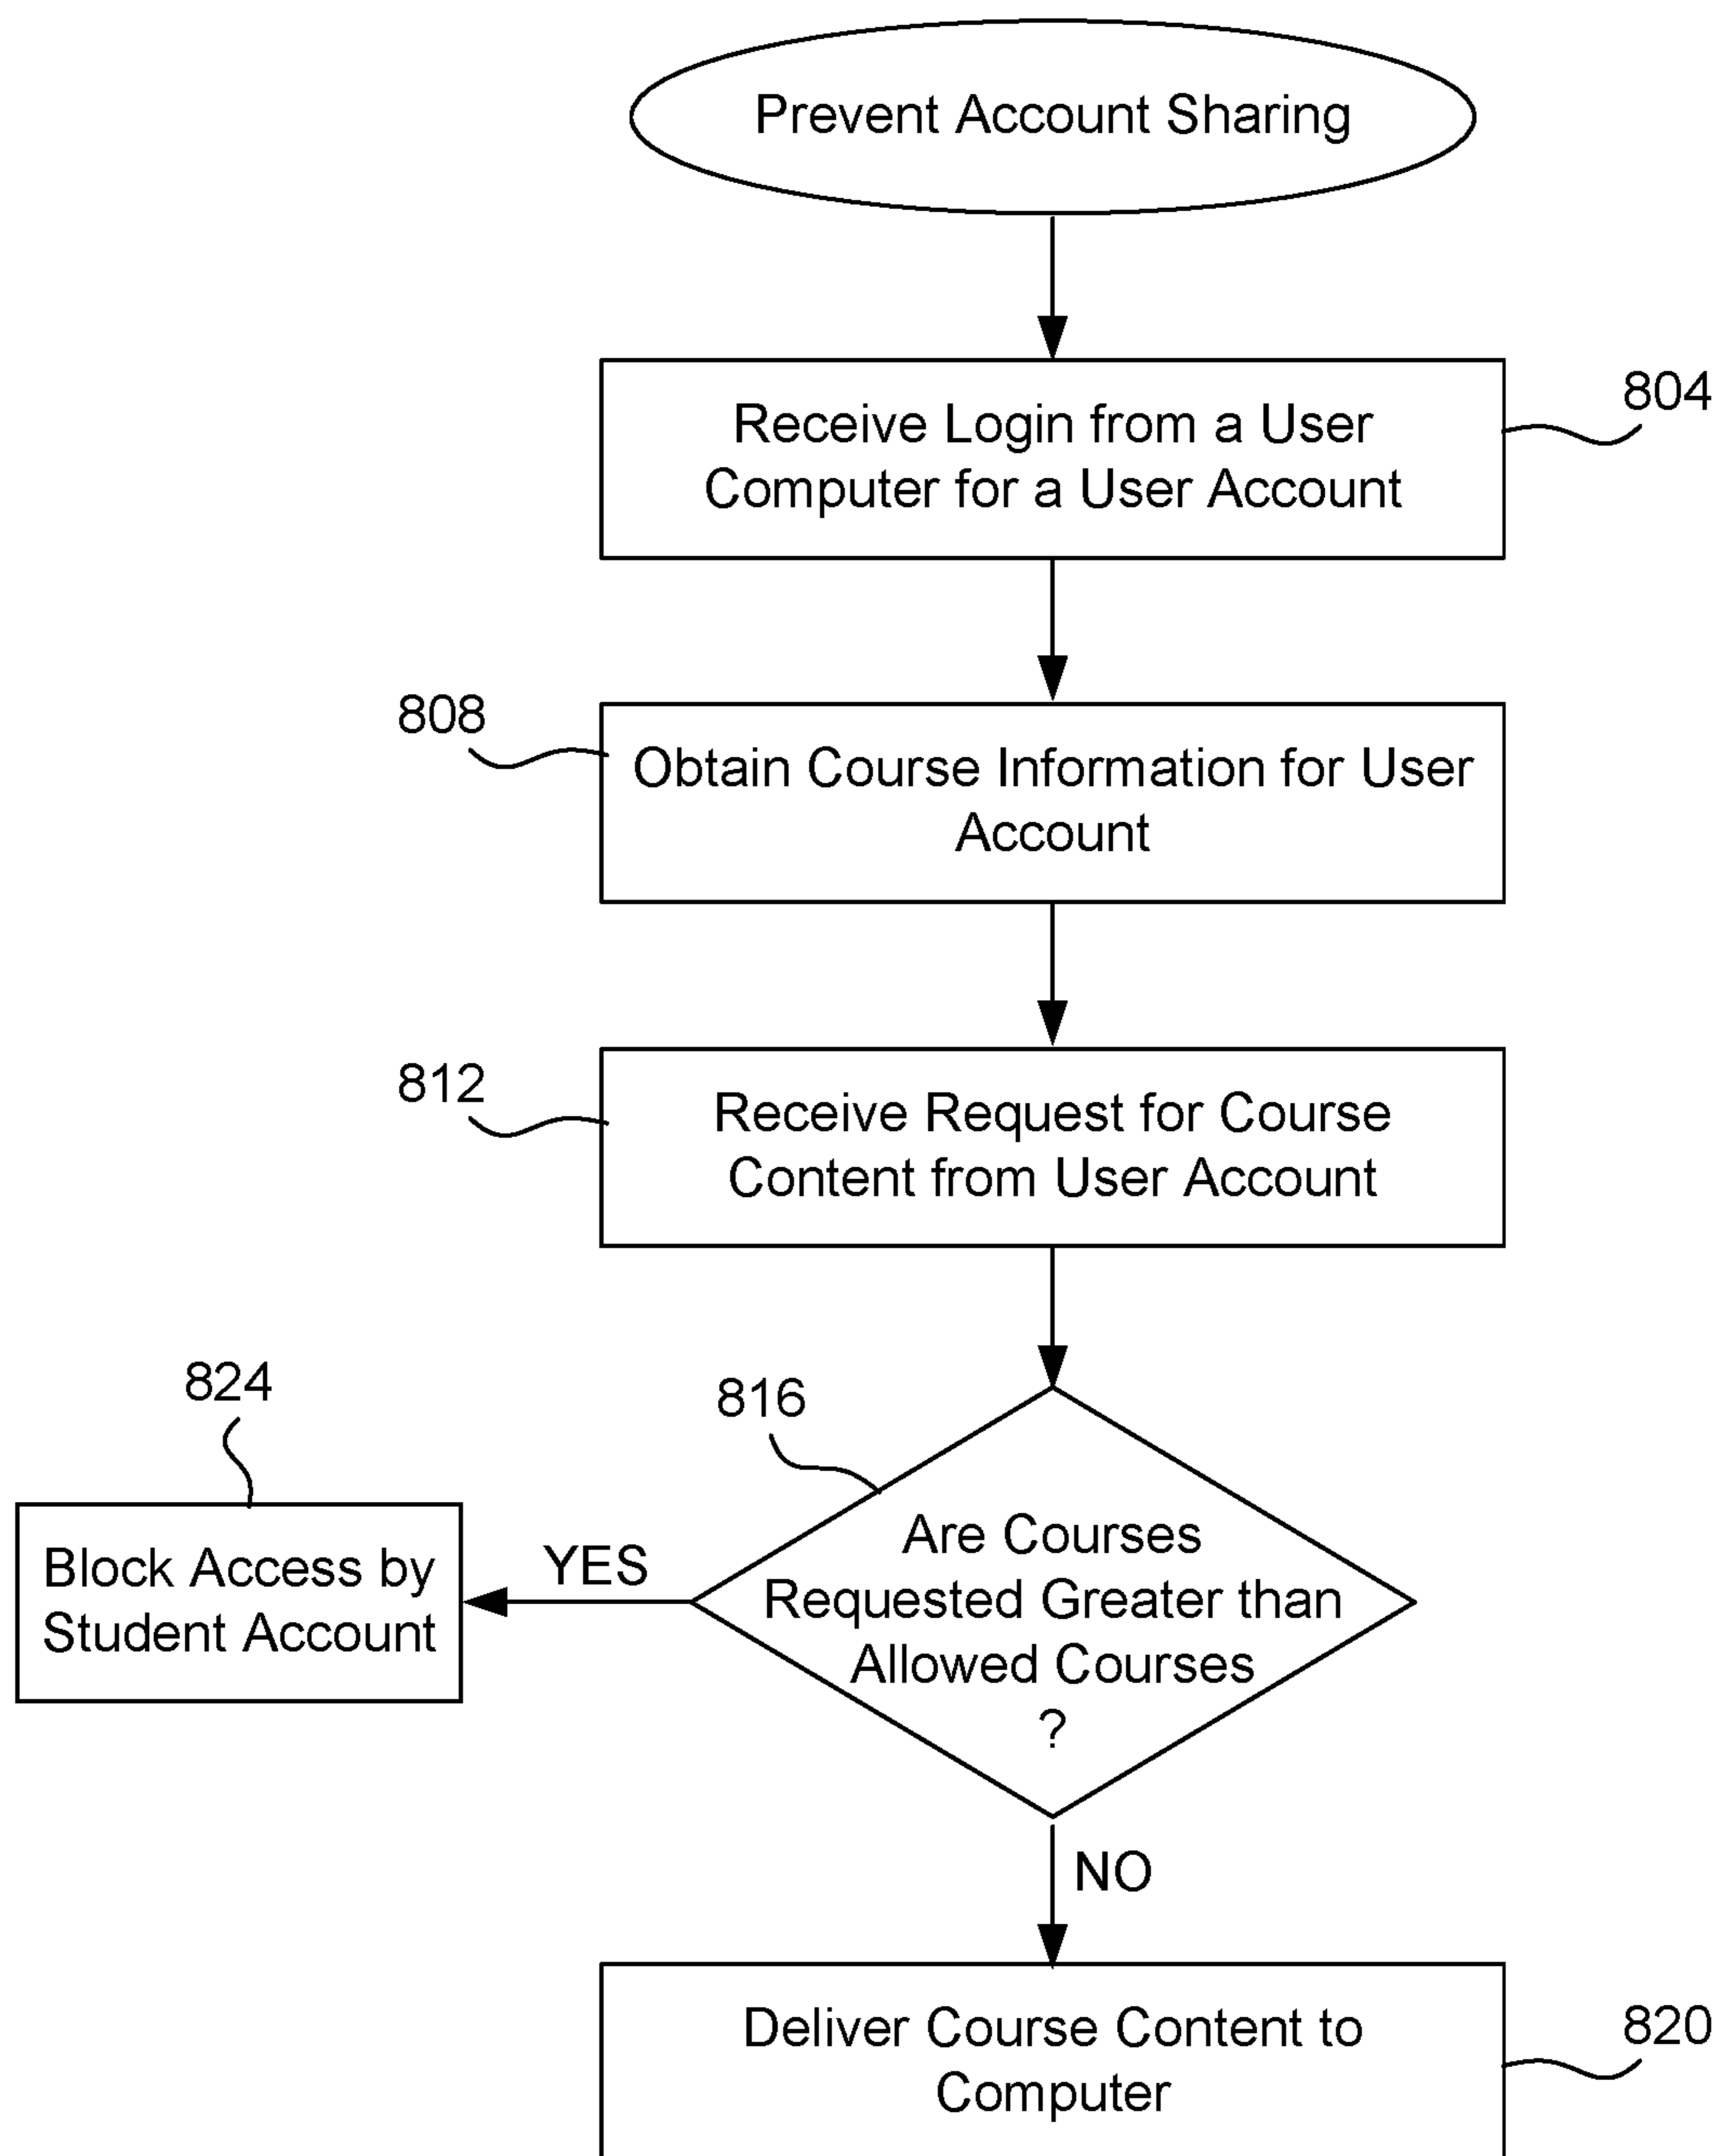 Prevent Account Sharing
804
Receive Login from a User
Computer for a User Account
808
Obtain Course Information for User
Account
812
Receive Request for Course
Content from User Account
824
816
Block Access by
Student Account
YES
Are Courses
Requested Greater than
Allowed Courses
?
NO
820
Deliver Course Content to
Computer